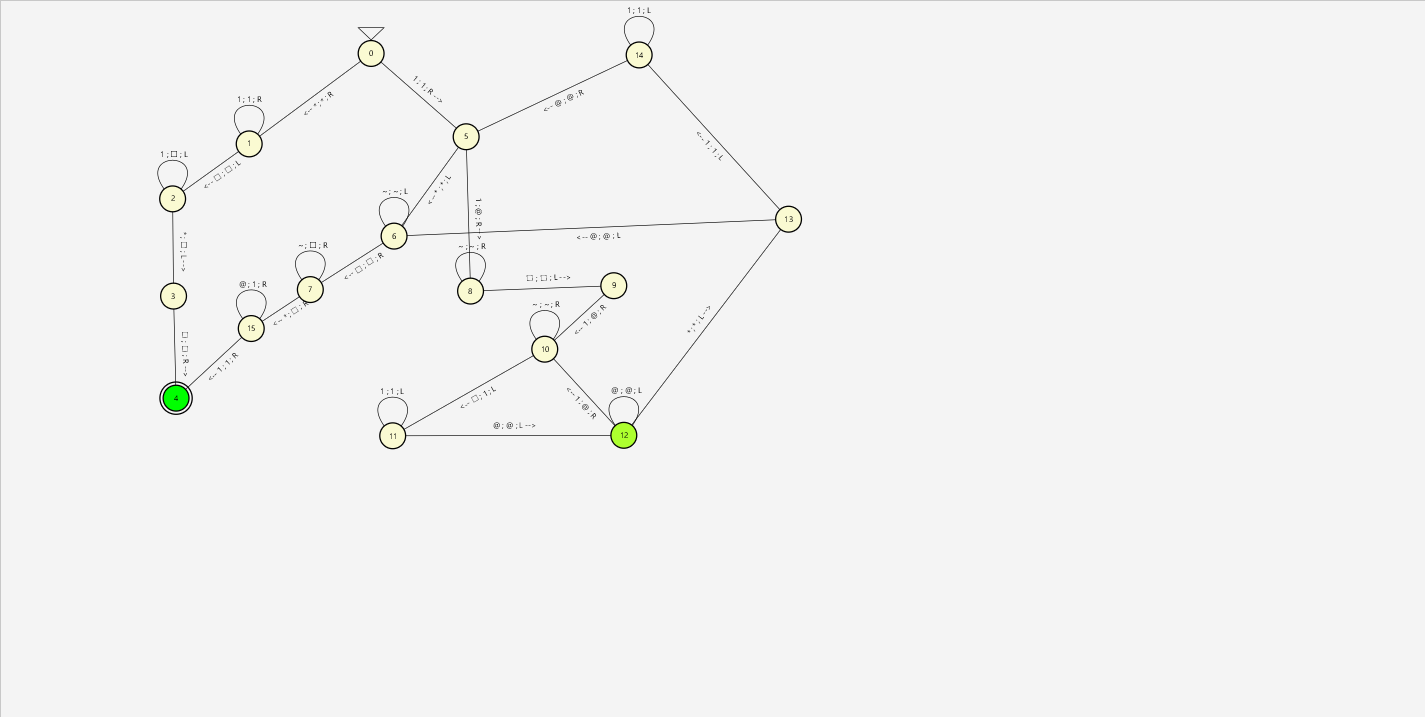 1 ; 1 ; L
0
14
<-- * ; * ; R
1 ; 1 ; R -->
<-- @ ; @ ; R
1 ; 1 ; R
1
5
<-- 1 ; 1 ; L
1 ; □ ; L
<-- □ ; □ ; L
2
~ ; ~ ; L
<-- * ; * ; L
1 ; @ ; R -->
13
6
<-- @ ; @ ; L
* ; □ ; L -->
~ ; □ ; R
<-- □ ; □ ; R
~ ; ~ ; R
3
@ ; 1 ; R
7
8
□ ; □ ; L -->
9
<-- * ; □ ; R
~ ; ~ ; R
<-- 1 ; @ ; R
* ; * ; L -->
15
10
□ ; □ ; R -->
<-- 1 ; 1 ; R
4
1 ; 1 ; L
<-- □ ; 1 ; L
<-- 1 ; @ ; R
@ ; @ ; L
11
@ ; @ ; L -->
12